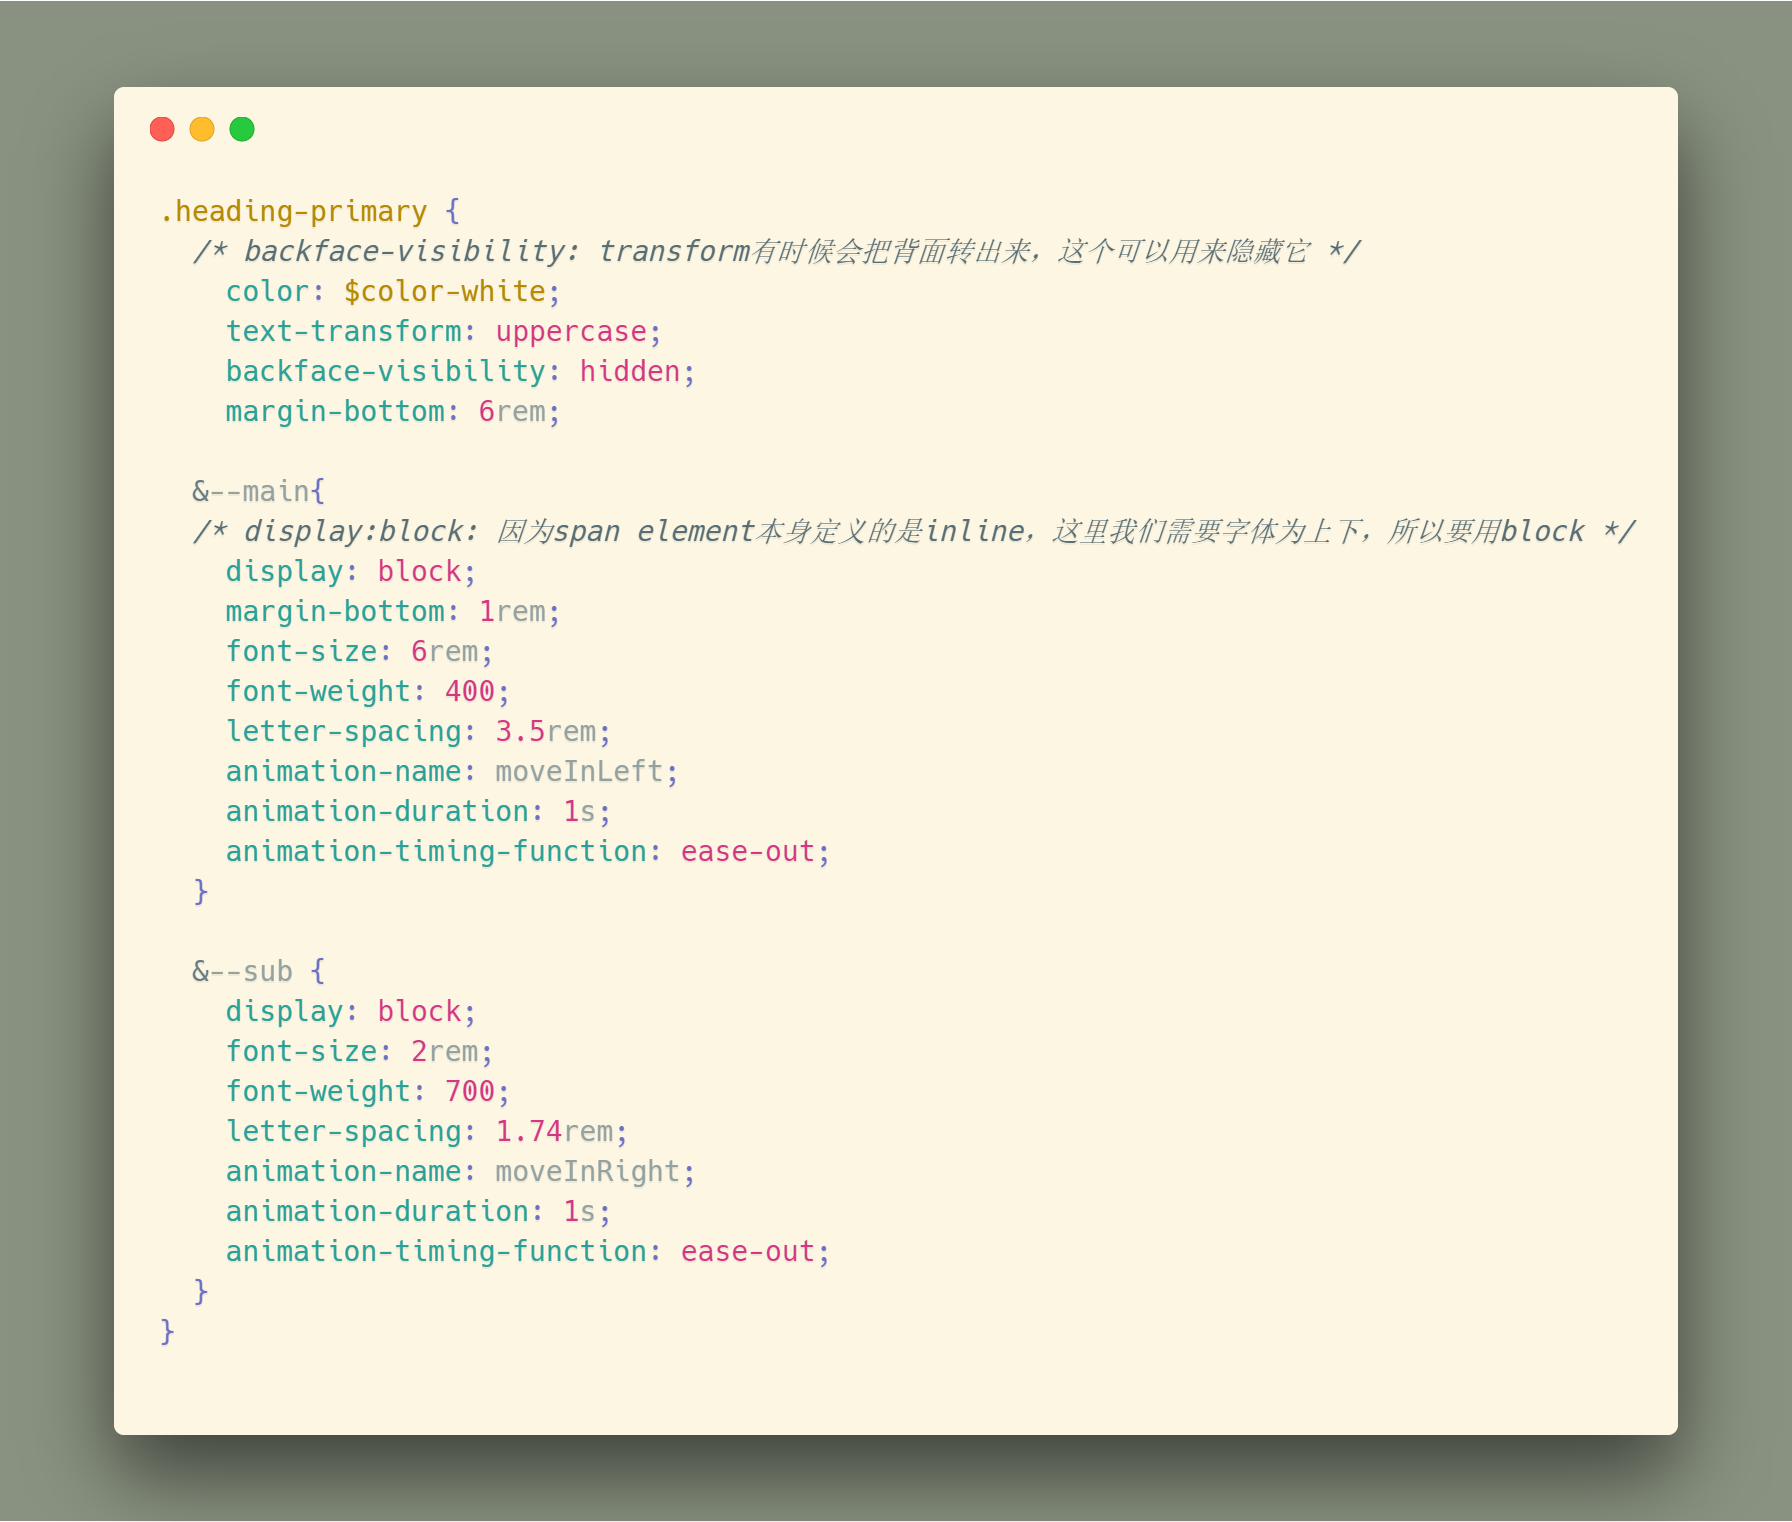 .heading-primary {
/* backface-visibility: transform有时候会把背面转出来，这个可以用来隐藏它 */
color: $color-white;
text-transform: uppercase;
backface-visibility: hidden;
margin-bottom: 6rem;
&--main{
/* display:block: 因为span element本身定义的是inline，这里我们需要字体为上下，所以要用block */
display: block;
margin-bottom: 1rem;
font-size: 6rem;
font-weight: 400;
letter-spacing: 3.5rem;
animation-name: moveInLeft;
animation-duration: 1s;
animation-timing-function: ease-out;
}
&--sub {
display: block;
font-size: 2rem;
font-weight: 700;
letter-spacing: 1.74rem;
animation-name: moveInRight;
animation-duration: 1s;
animation-timing-function: ease-out;
}
}